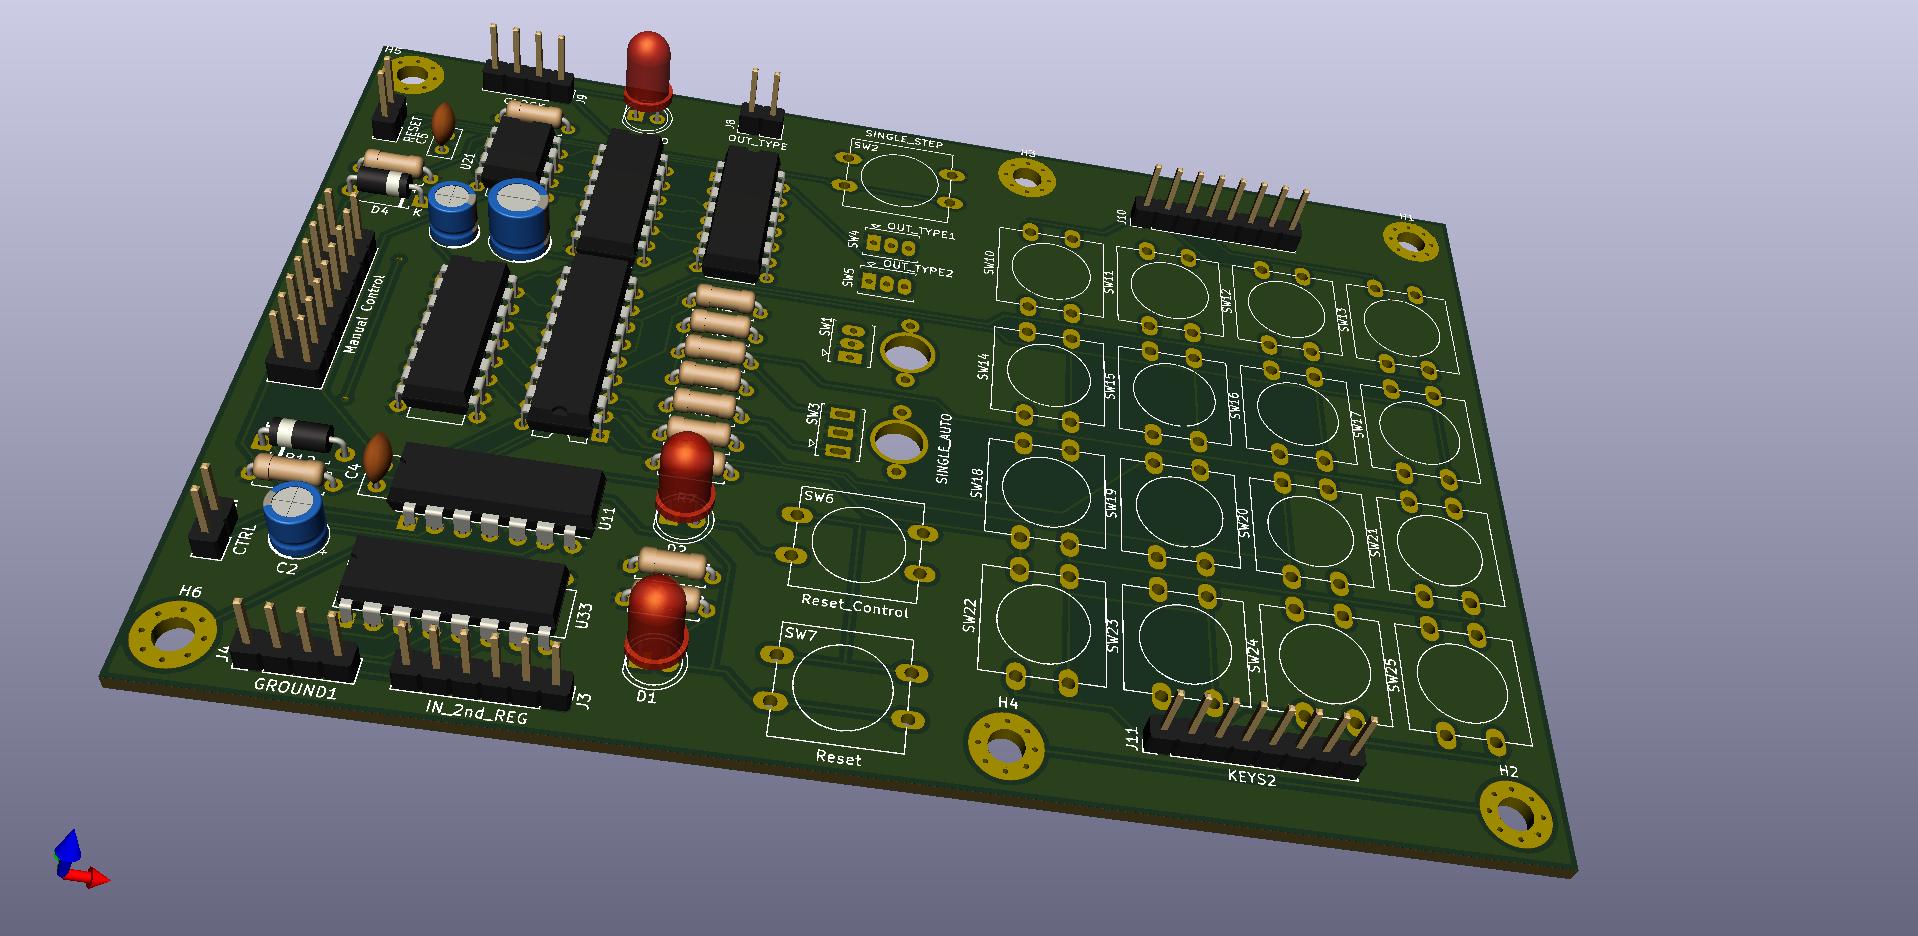 H5
J9
RESET
C5
U21
J8
OUT_TYPE
SINGLE_STEP
SW2
H3
J10
H1
D4
K
SW4
OUT_TYPE1
SW5
OUT_TYPE2
SW10
SW11
SW12
SW13
Manual Control
SW1
SW14
SW15
SW16
SW17
SW3
SINGLE_AUTO
C4
U11
SW18
SW19
SW20
SW21
CTRL
C2
+
SW6
Reset_Control
H6
U33
SW22
SW23
SW24
SW25
J4
GROUND1
J3
IN_2nd_REG
D1
SW7
Reset
H4
J11
KEYS2
H2